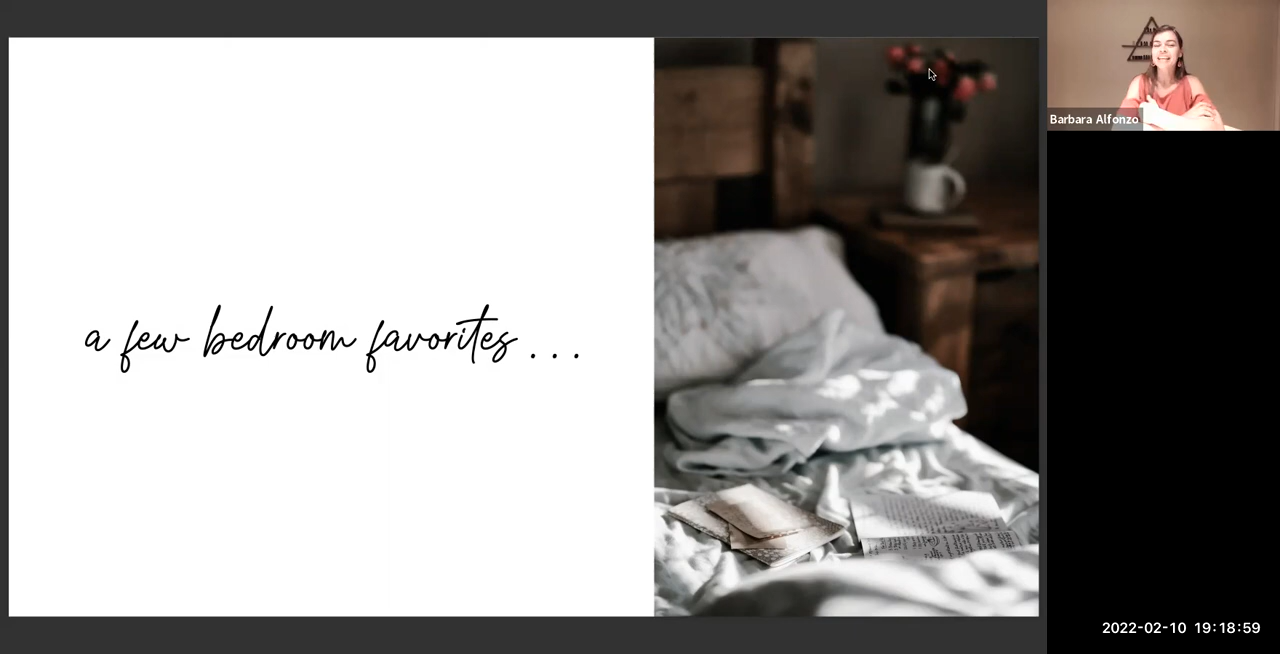 a few bedroom favorites . . .
Barbara Alfonzo
2022-02-10 19:18:59